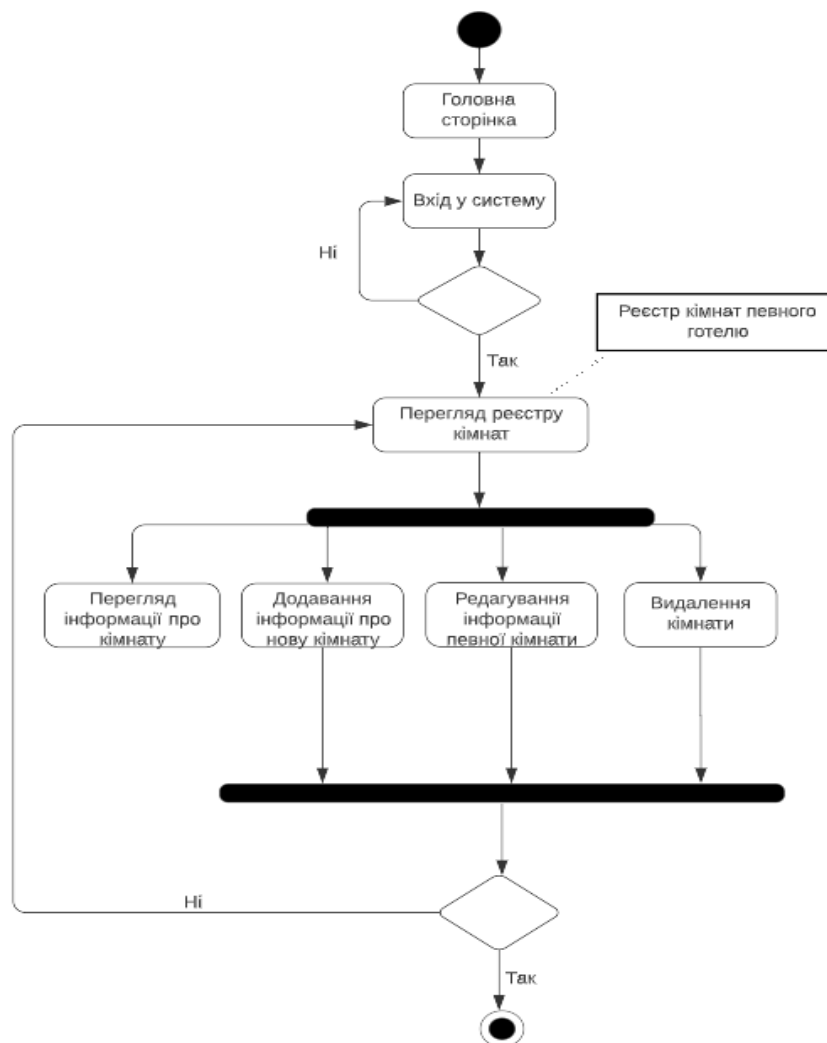 Головна
сторінка
Вхід у систему
Ні
Реєстр кімнат певного
готелю
Так
Перегляд реєстру
кімнат
Перегляд
інформації про
кімнату
Додавання
інформації про
нову кімнату
Редагування
інформації
певної кімнати
Видалення
кімнати
Ні
Так